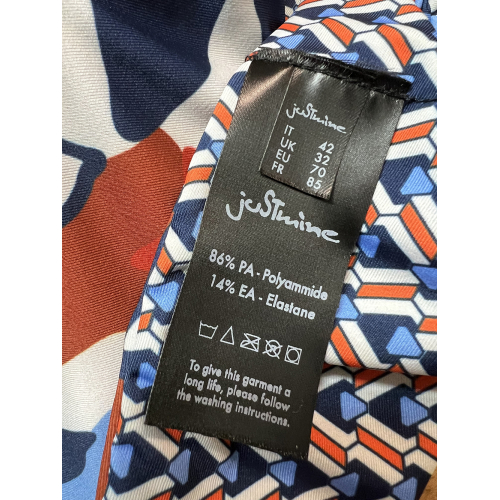 justmine
IT 42
UK 32
EU 70
FR 85
juSTmine
86% PA - Polyammide
14% EA - Elastane
To give this garment a
long life, please follow
the washing instructions.